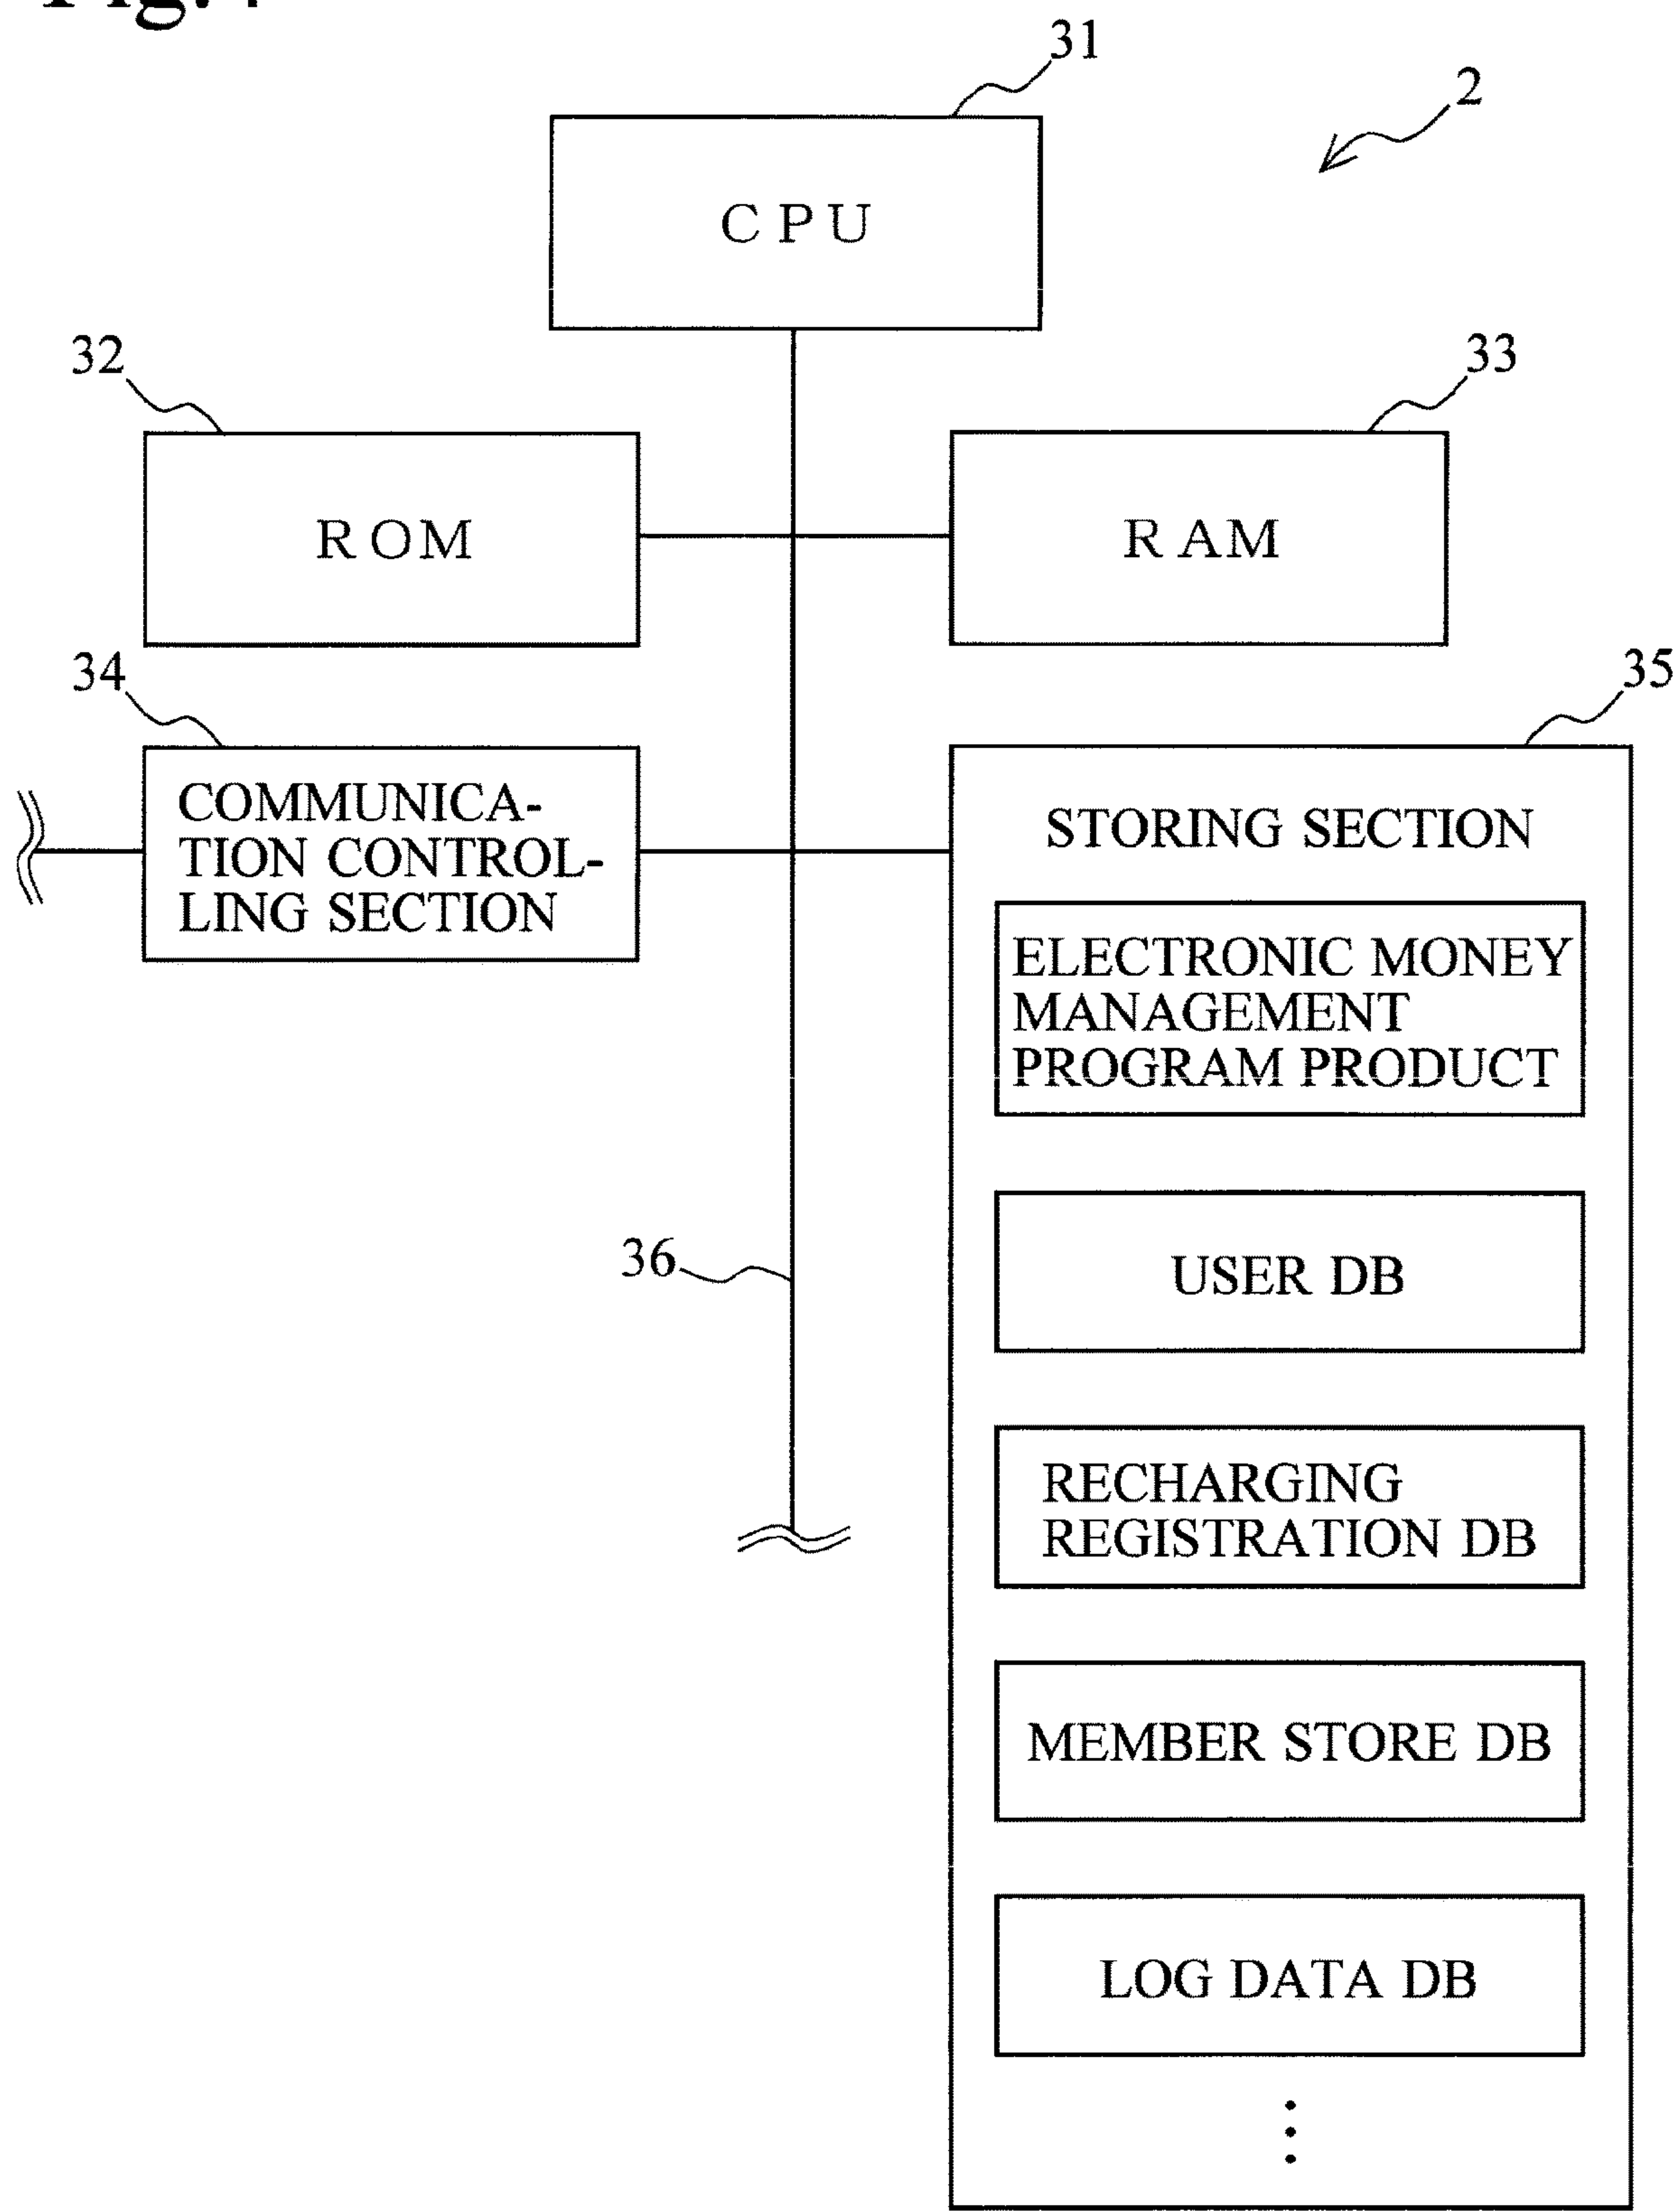 Fig.
31
2
CPU
32
33
ROM
RAM
34
35
COMMUNICA-
TION CONTROL-
LING SECTION
STORING SECTION
ELECTRONIC MONEY
MANAGEMENT
PROGRAM PRODUCT
36
USER DB
RECHARGING
REGISTRATION DB
MEMBER STORE DB
LOG DATA DB